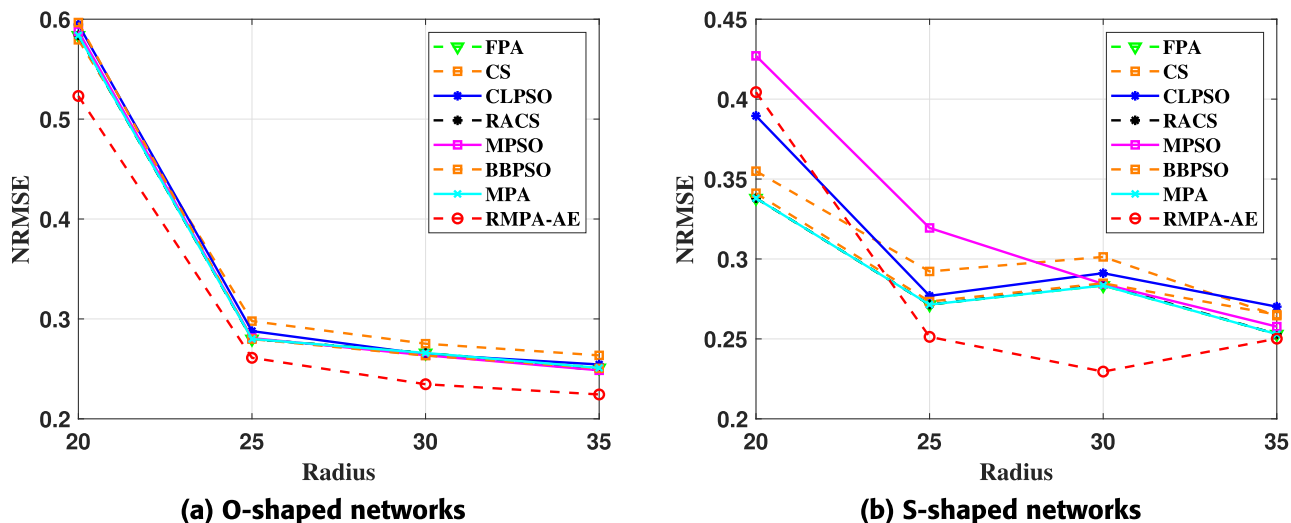 0.6
0.5
0.4
0.3
0.2
NRMSE
20
25
30
35
Radius
FPA
CS
CLPSO
RACS
MPSO
BBPSO
MPA
RMPA-AE
(a) O-shaped networks
0.45
0.4
0.35
0.3
0.25
0.2
NRMSE
20
25
30
35
Radius
FPA
CS
CLPSO
RACS
MPSO
BBPSO
MPA
RMPA-AE
(b) S-shaped networks